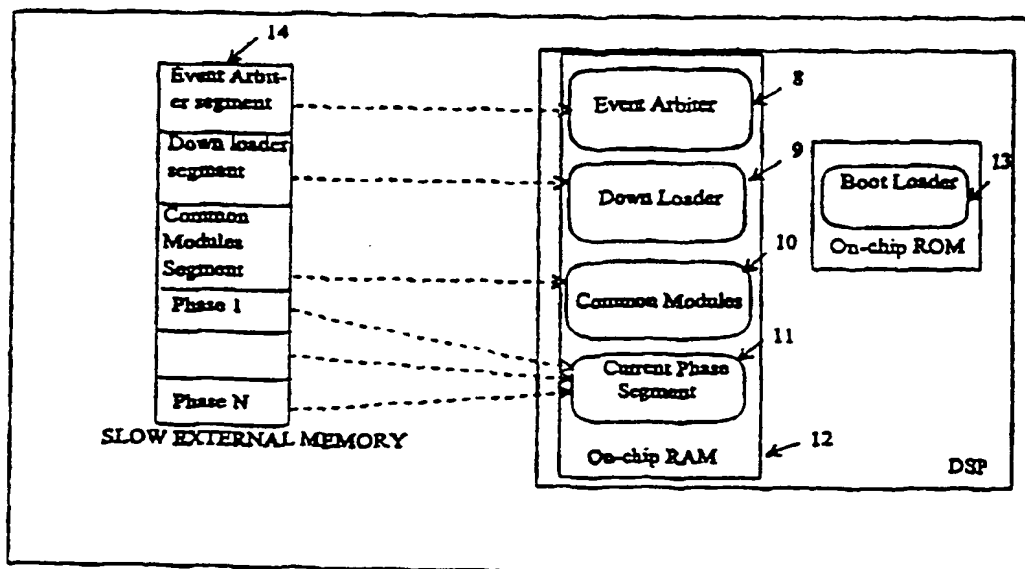 14
Event Arbit-
er segment
Down loader
segment
Common
Modules
Segment
Phase 1
Phase N
SLOW EXTERNAL MEMORY
Event Arbiter
8
Down Loader
9
Common Modules
10
Current Phase
Segment
11
On-chip RAM
12
Boot Loader
13
On-chip ROM
DSP